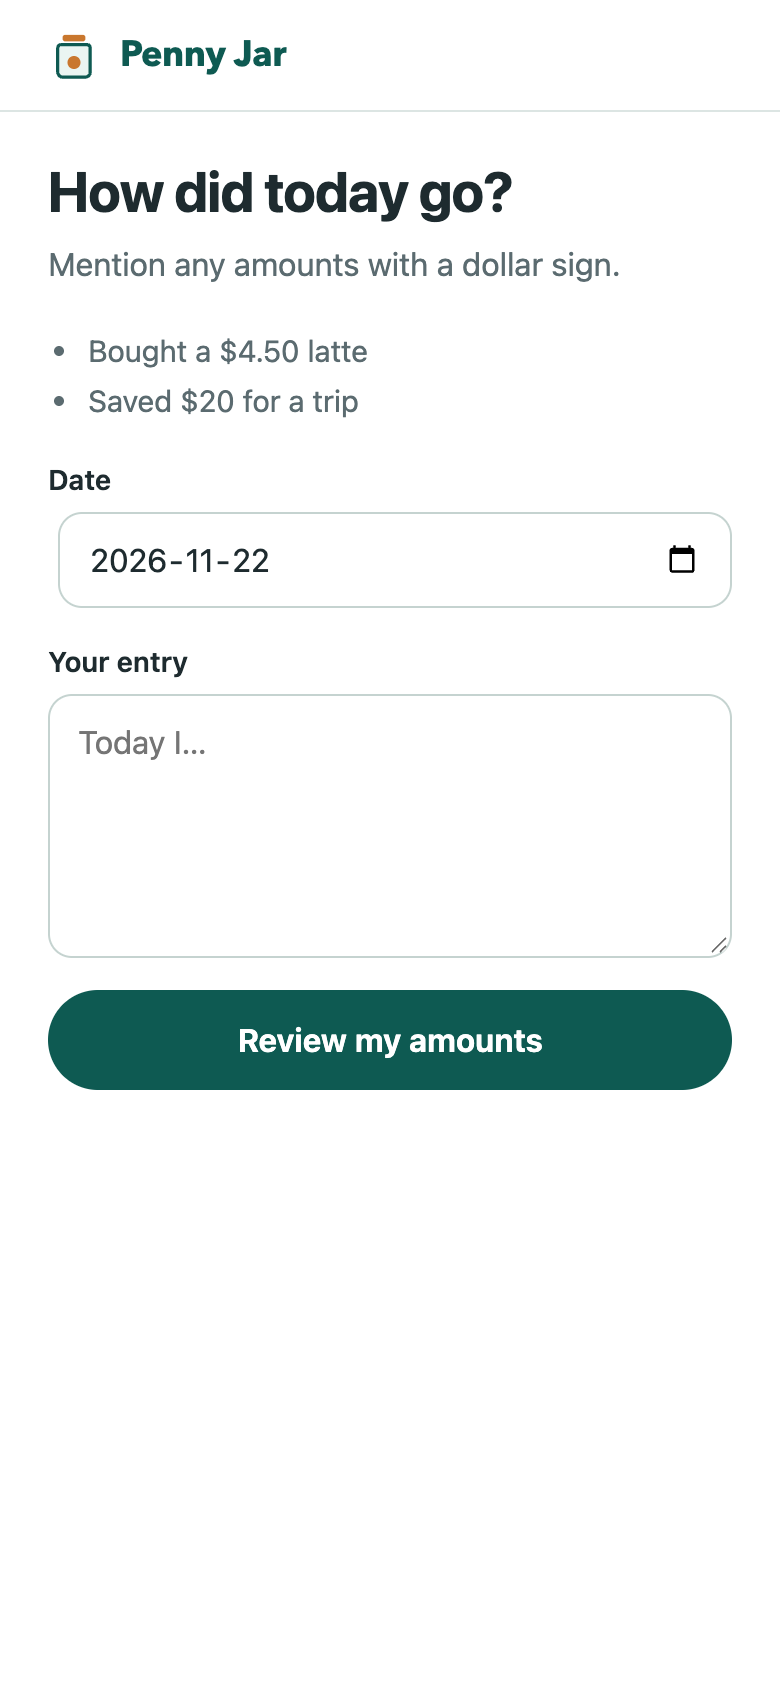 Penny Jar
How did today go?
Mention any amounts with a dollar sign.
• Bought a $4.50 latte
• Saved $20 for a trip
Date
2026-11-22
Your entry
Today I...
Review my amounts